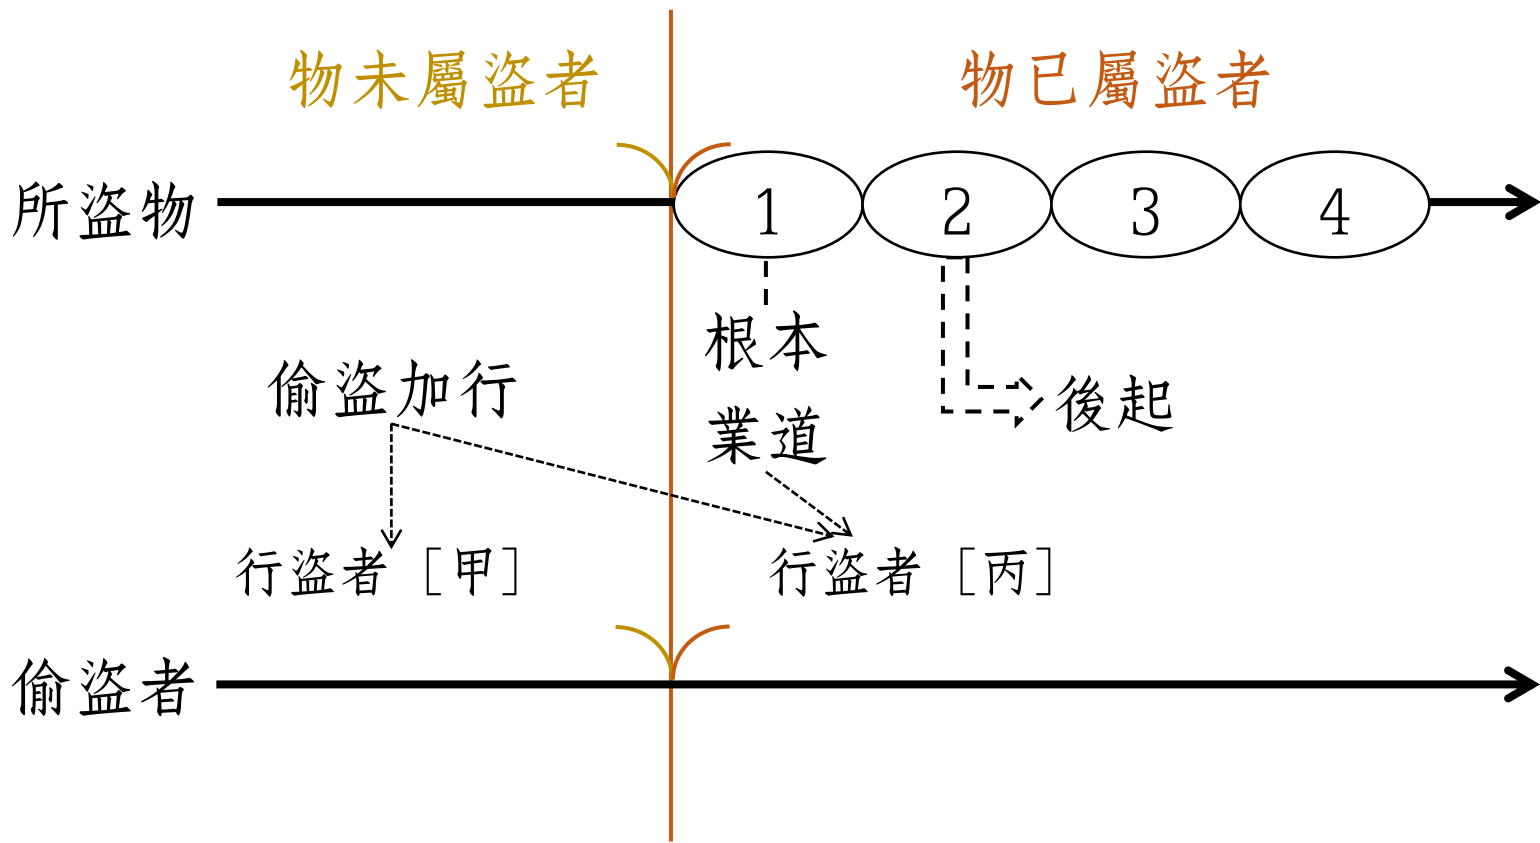 物未屬盜者 物已屬盜者
所盜物 1 2 3 4
根本
業道
偷盜加行
後起
行盜者［甲］ 行盜者［丙］
偷盜者